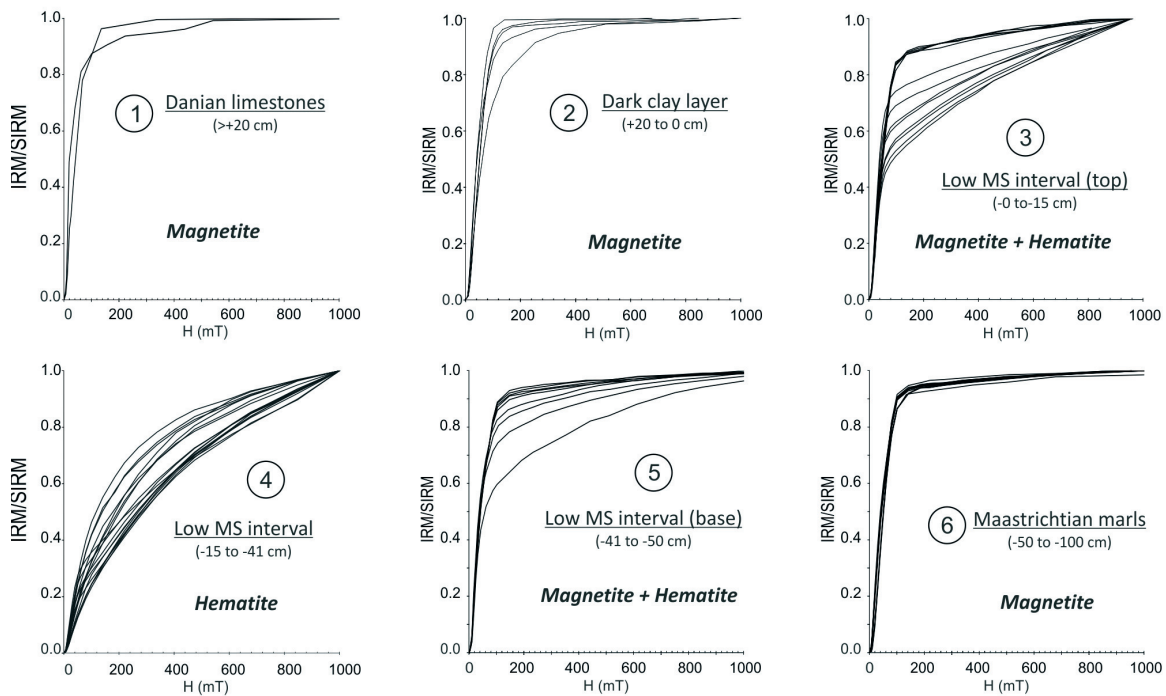 IRM/SIRM
1.0
0.8
0.6
0.4
0.2
0.0
1
Danian limestones
(>+20 cm)
Magnetite
0 200 400 600 800 1000
H (mT)
IRM/SIRM
1.0
0.8
0.6
0.4
0.2
0.0
2
Dark clay layer
(+20 to 0 cm)
Magnetite
0 200 400 600 800 1000
H (mT)
IRM/SIRM
1.0
0.8
0.6
0.4
0.2
0.0
3
Low MS interval (top)
(-0 to-15 cm)
Magnetite + Hematite
0 200 400 600 800 1000
H (mT)
IRM/SIRM
1.0
0.8
0.6
0.4
0.2
0.0
4
Low MS interval
(-15 to -41 cm)
Hematite
0 200 400 600 800 1000
H (mT)
IRM/SIRM
1.0
0.8
0.6
0.4
0.2
0.0
5
Low MS interval (base)
(-41 to -50 cm)
Magnetite + Hematite
0 200 400 600 800 1000
H (mT)
IRM/SIRM
1.0
0.8
0.6
0.4
0.2
0.0
6
Maastrichtian marls
(-50 to -100 cm)
Magnetite
0 200 400 600 800 1000
H (mT)